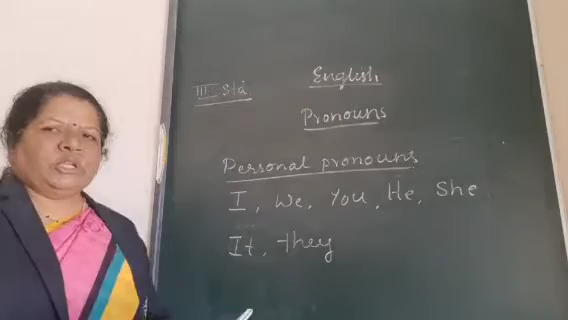 English
III Std
Pronouns
Personal pronouns
I, We, You, He, She
It, they